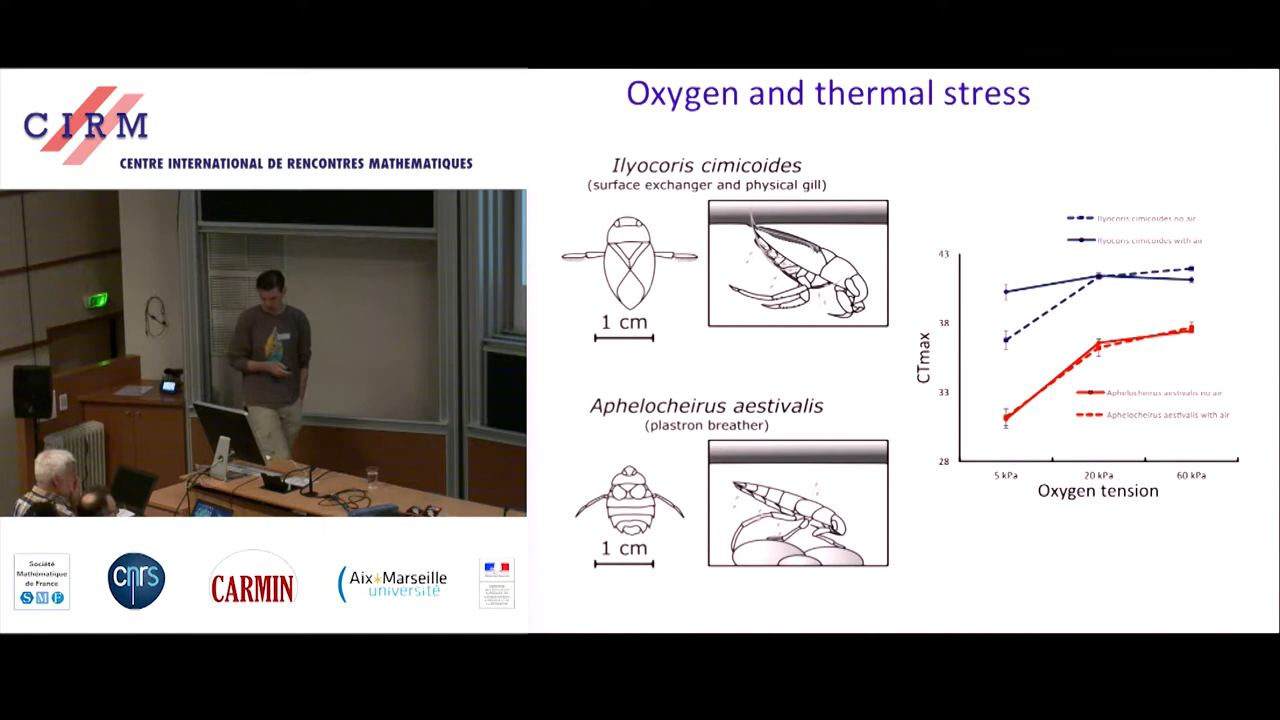 CIRM
CENTRE INTERNATIONAL DE RENCONTRES MATHEMATIQUES
Oxygen and thermal stress
Ilyocoris cimicoides
(surface exchanger and physical gill)
1 cm
Aphelocheirus aestivalis
(plastron breather)
1 cm
Ilyocoris cimicoides no air
Ilyocoris cimicoides with air
43
38
33
28
CTmax
Aphelocheirus aestivalis no air
Aphelocheirus aestivalis with air
5 kPa
20 kPa
60 kPa
Oxygen tension
Société
Mathématique
de France
SMF
cnrs
CARMIN
Aix*Marseille
université